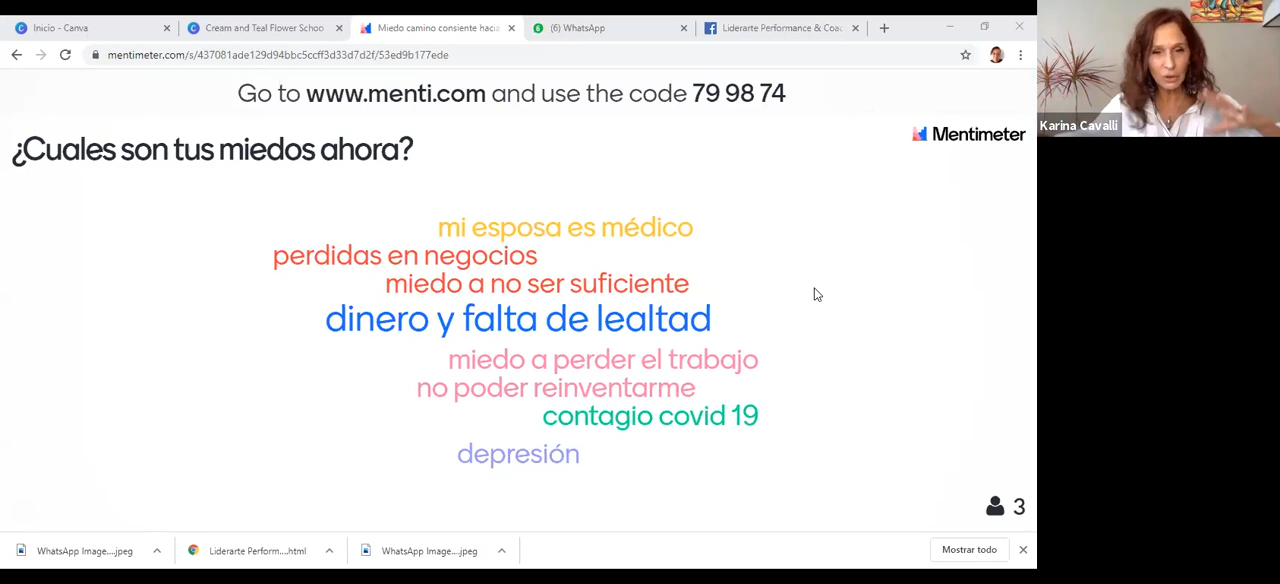 Inicio - Canva
Cream and Teal Flower Schoo
Miedo camino consiente hacia
(6) WhatsApp
Liderarte Performance & Coac
mentimeter.com/s/437081ade129d94bbc5ccff3d33d7d2f/53ed9b177ede
Go to www.menti.com and use the code 79 98 74
Karina Cavalli
Mentimeter
¿Cuales son tus miedos ahora?
mi esposa es médico
perdidas en negocios
miedo a no ser suficiente
dinero y falta de lealtad
miedo a perder el trabajo
no poder reinventarme
contagio covid 19
depresión
3
WhatsApp Image....jpeg
Liderarte Perform....html
WhatsApp Image....jpeg
Mostrar todo